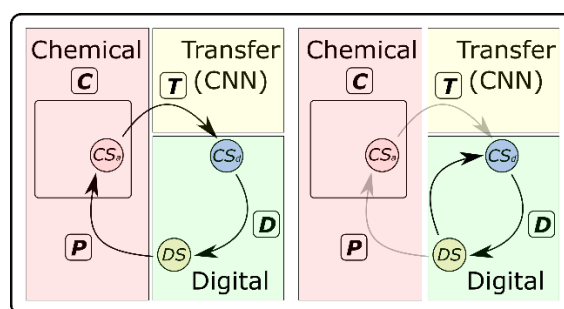 Chemical
C
Transfer
(CNN)
T
CSa
CSd
D
P
DS
Digital
Chemical
C
Transfer
(CNN)
T
CSa
CSd
D
P
DS
Digital